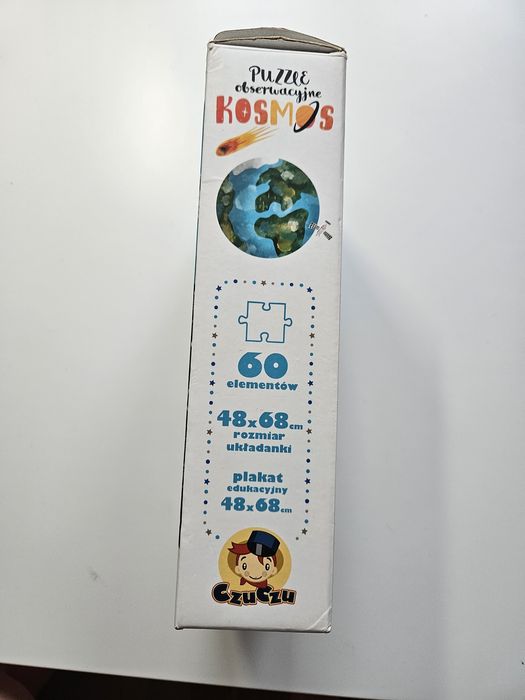 PUZZLE
obserwacyjne
KOSMOS
60
elementów
48x68cm
rozmiar
układanki
plakat
edukacyjny
48x68cm
CzuCzu